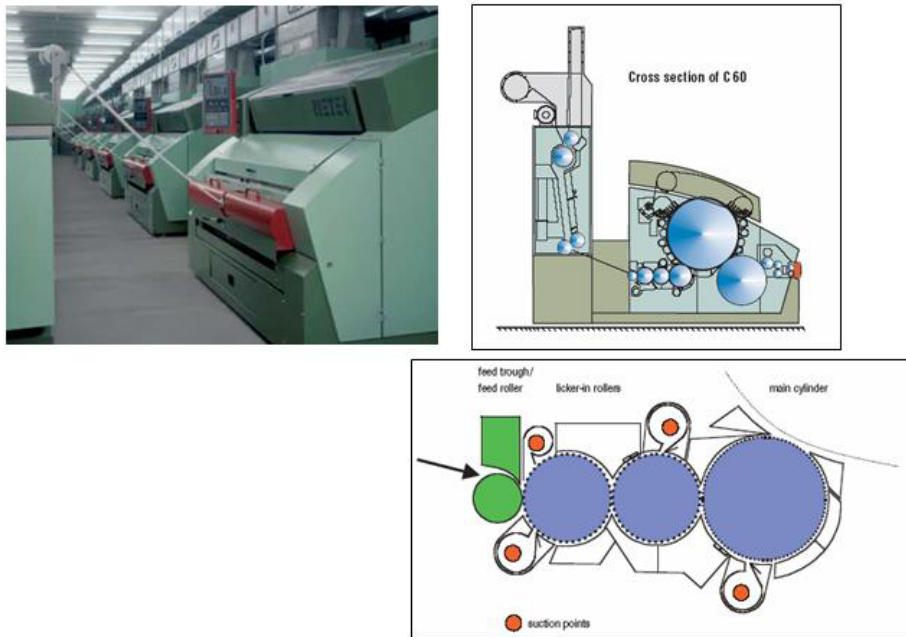 RIETER
Cross section of C 60
feed trough/
feed roller
licker-in rollers
main cylinder
suction points